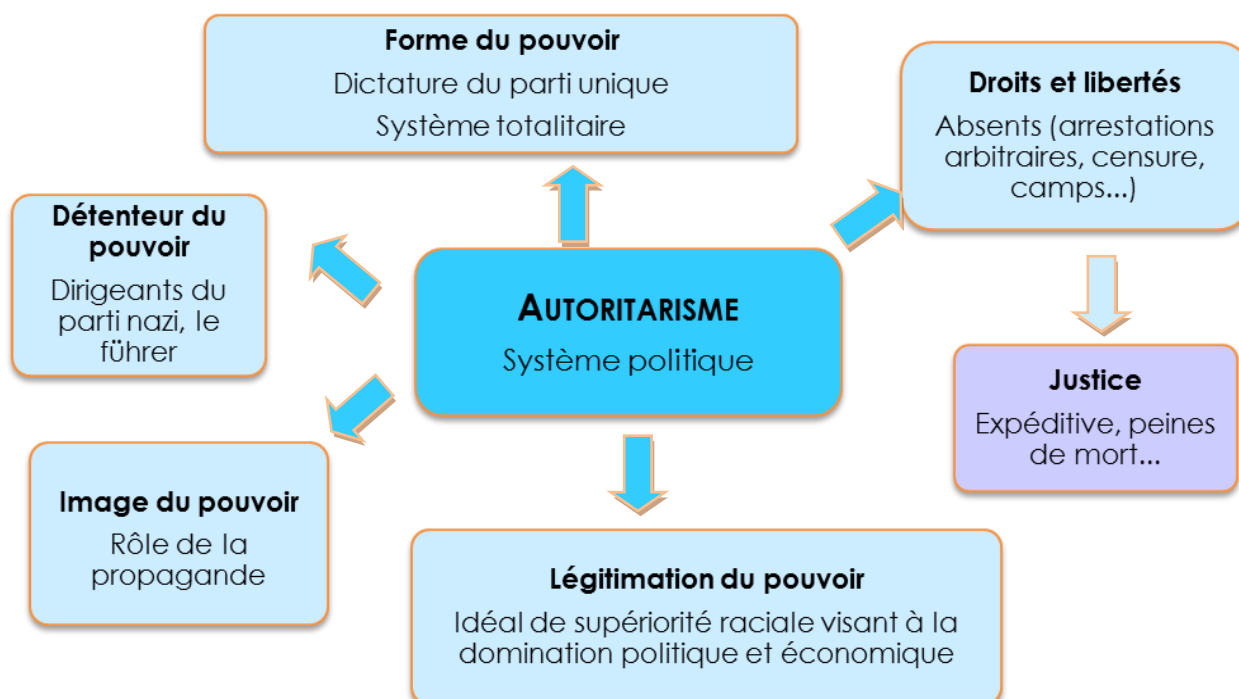 Forme du pouvoir
Dictature du parti unique
Système totalitaire
Droits et libertés
Absents (arrestations
arbitraires, censure,
camps...)
Détenteur du
pouvoir
Dirigeants du
parti nazi, le
führer
AUTORITARISME
Système politique
Justice
Expéditive, peines
de mort...
Image du pouvoir
Rôle de la
propagande
Légitimation du pouvoir
Idéal de supériorité raciale visant à la
domination politique et économique